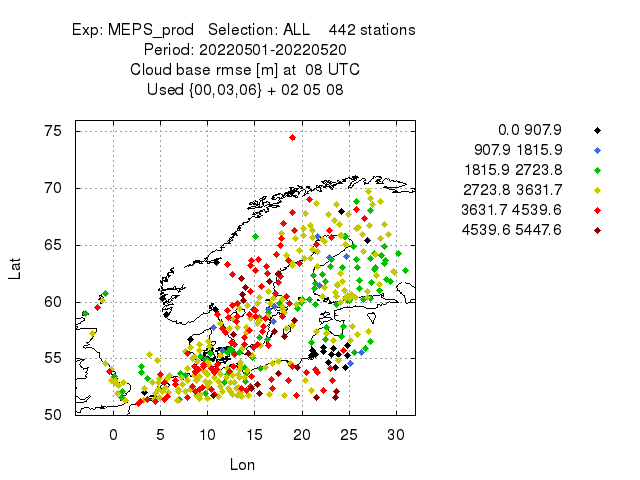 Exp: MEPS_prod Selection: ALL 442 stations
Period: 20220501-20220520
Cloud base rmse [m] at 08 UTC
Used {00,03,06} + 02 05 08
0.0 907.9
907.9 1815.9
1815.9 2723.8
2723.8 3631.7
3631.7 4539.6
4539.6 5447.6
75
70
65
60
55
50
Lat
0 5 10 15 20 25 30
Lon